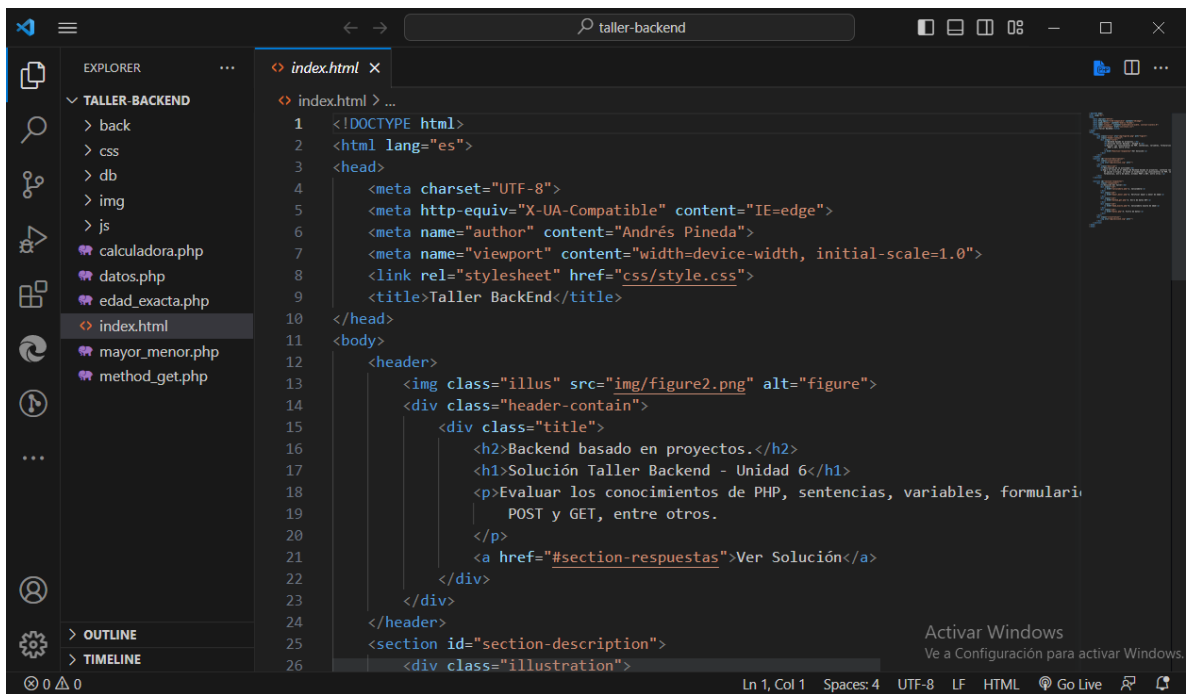 taller-backend
EXPLORER
TALLER-BACKEND
back
css
db
img
js
calculadora.php
datos.php
edad_exacta.php
index.html
mayor_menor.php
method_get.php
OUTLINE
TIMELINE
index.html
index.html > ...
1 <!DOCTYPE html>
2 <html lang="es">
3 <head>
4 <meta charset="UTF-8">
5 <meta http-equiv="X-UA-Compatible" content="IE=edge">
6 <meta name="author" content="Andrés Pineda">
7 <meta name="viewport" content="width=device-width, initial-scale=1.0">
8 <link rel="stylesheet" href="css/style.css">
9 <title>Taller BackEnd</title>
10 </head>
11 <body>
12 <header>
13 <img class="illus" src="img/figure2.png" alt="figure">
14 <div class="header-contain">
15 <div class="title">
16 <h2>Backend basado en proyectos.</h2>
17 <h1>Solución Taller Backend - Unidad 6</h1>
18 <p>Evaluar los conocimientos de PHP, sentencias, variables, formulari
19 POST y GET, entre otros.
20 </p>
21 <a href="#section-respuestas">Ver Solución</a>
22 </div>
23 </div>
24 </header>
25 <section id="section-description">
26 <div class="illustration">
Activar Windows
Ve a Configuración para activar Windows.
0 0
Ln 1, Col 1 Spaces: 4 UTF-8 LF HTML Go Live